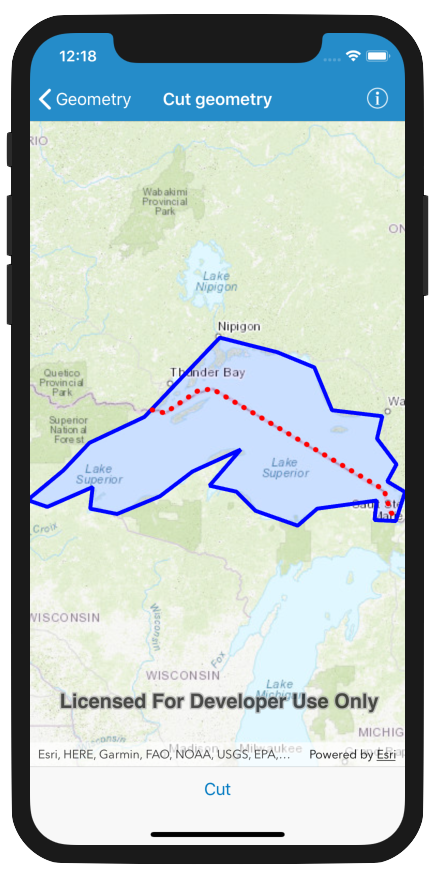 12:18
Geometry
Cut geometry
RIO
Wabakimi
Provincial
Park
ON
Lake
Nipigon
Nipigon
Quetico
Provincial
Park
Thunder Bay
Wa
Superior
National
Forest
Lake
Superior
Lake
Superior
Sault Ste
Marie
Croix
WISCONSIN
Wisconsin
Fox
WISCONSIN
Lake
Michigan
Licensed For Developer Use Only
MICHIG
consin
Madison
Milwaukee
Esri, HERE, Garmin, FAO, NOAA, USGS, EPA,...
Powered by Esri
Cut